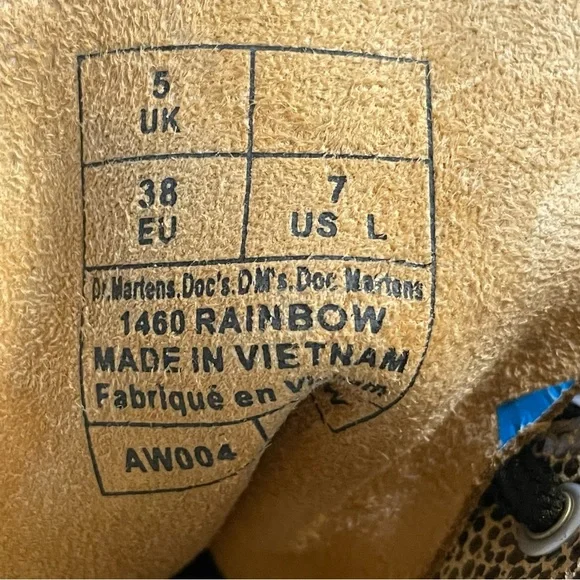 5
UK
38
EU
7
US L
Dr.Martens.Doc's.DM's.Doc Martens
1460 RAINBOW
MADE IN VIETNAM
Fabriqué en
AW004